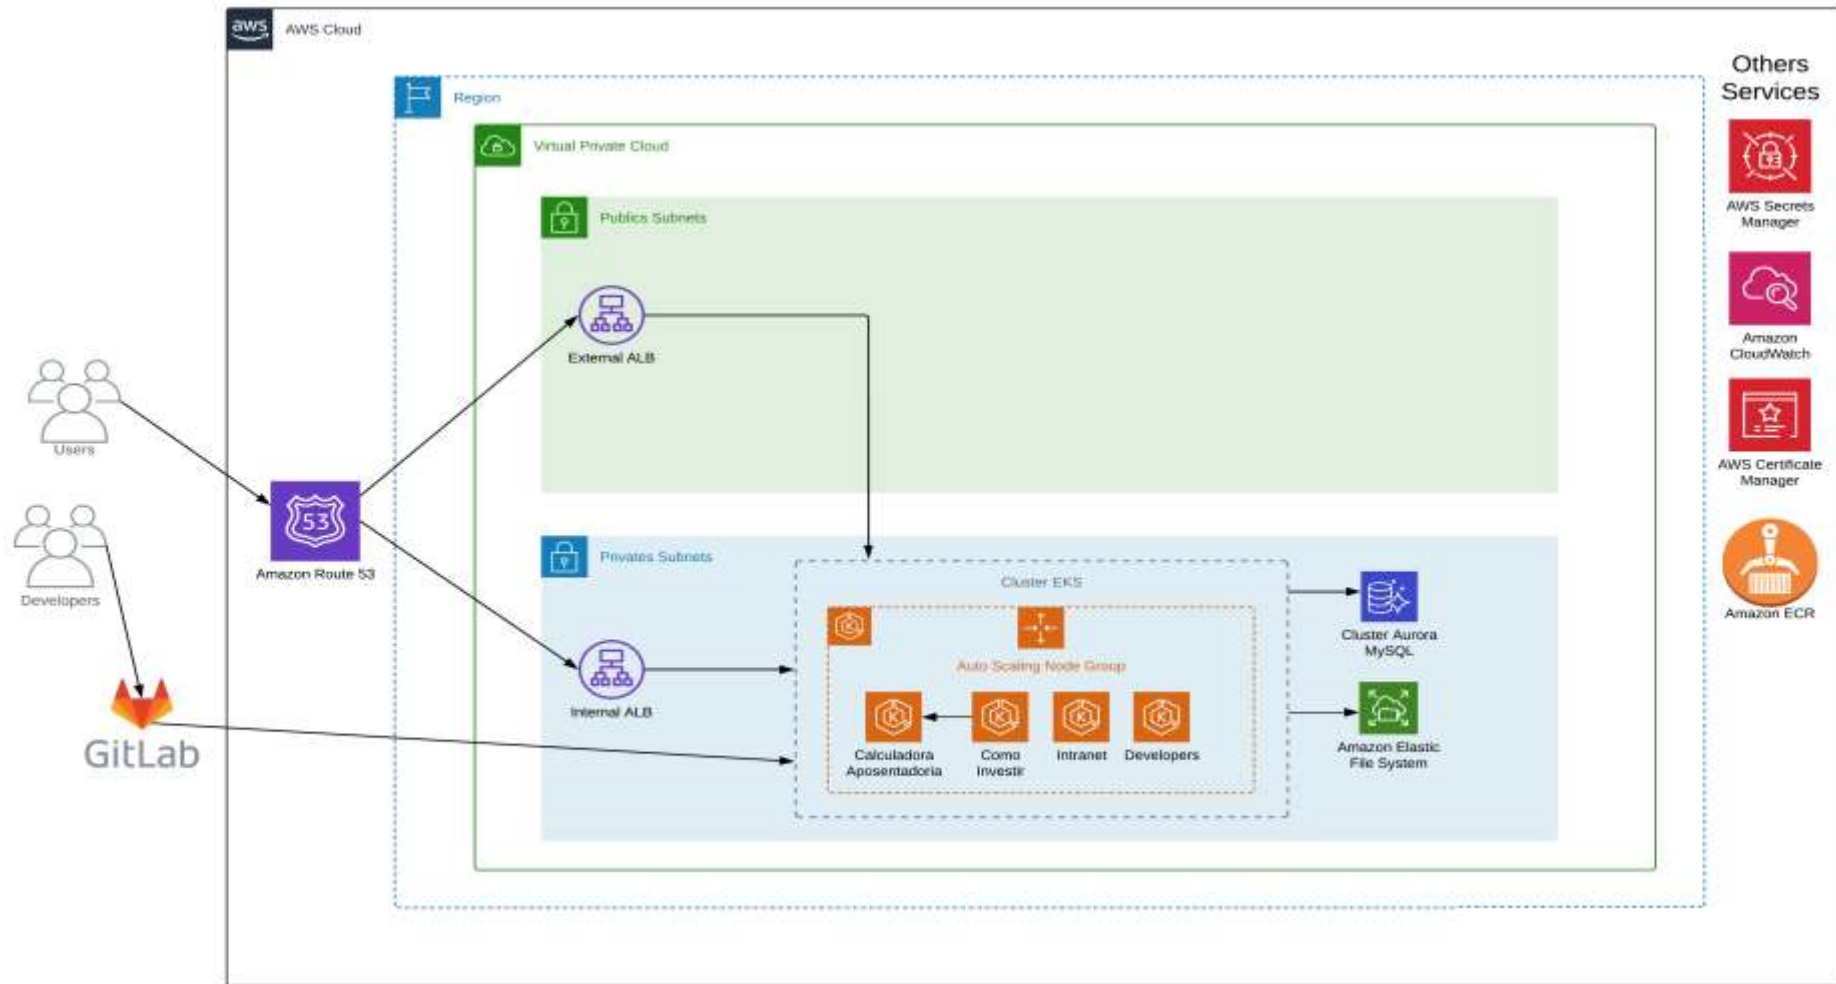 aws
AWS Cloud
Others
Services
Region
Virtual Private Cloud
AWS Secrets
Manager
Publics Subnets
External ALB
Amazon
CloudWatch
Users
AWS Certificate
Manager
53
Amazon Route 53
Developers
Privates Subnets
Cluster EKS
Amazon ECR
Cluster Aurora
MySQL
Auto Scaling Node Group
Internal ALB
K
K
K
K
Calculadora
Aposentadoria
Como
Investir
Intranet
Developers
Amazon Elastic
File System
GitLab